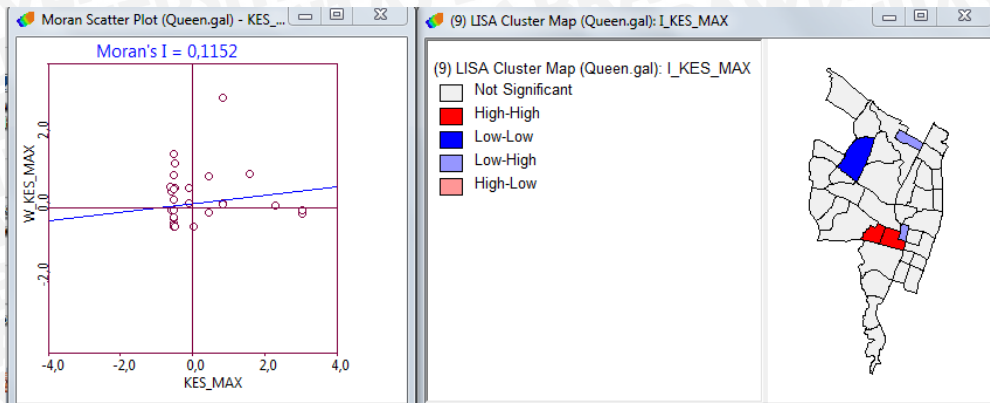 Moran Scatter Plot (Queen.gal) - KES_...
Moran's I = 0,1152
W_KES_MAX
2,0
0,0
-2,0
-4,0
-2,0
0,0
2,0
4,0
KES_MAX
(9) LISA Cluster Map (Queen.gal): I_KES_MAX
(9) LISA Cluster Map (Queen.gal): I_KES_MAX
Not Significant
High-High
Low-Low
Low-High
High-Low